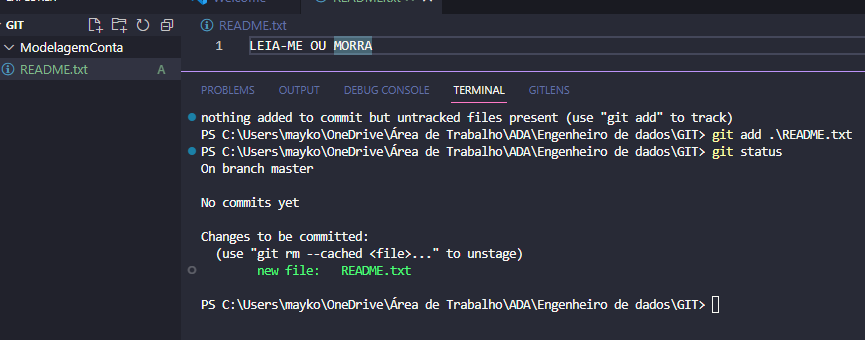 Welcome
README.txt
GIT
ModelagemConta
README.txt A
README.txt
1 LEIA-ME OU MORRA
PROBLEMS OUTPUT DEBUG CONSOLE TERMINAL GITLENS
nothing added to commit but untracked files present (use "git add" to track)
PS C:\Users\mayko\OneDrive\Área de Trabalho\ADA\Engenheiro de dados\GIT> git add .\README.txt
PS C:\Users\mayko\OneDrive\Área de Trabalho\ADA\Engenheiro de dados\GIT> git status
On branch master
No commits yet
Changes to be committed:
(use "git rm --cached <file>..." to unstage)
new file: README.txt
PS C:\Users\mayko\OneDrive\Área de Trabalho\ADA\Engenheiro de dados\GIT>